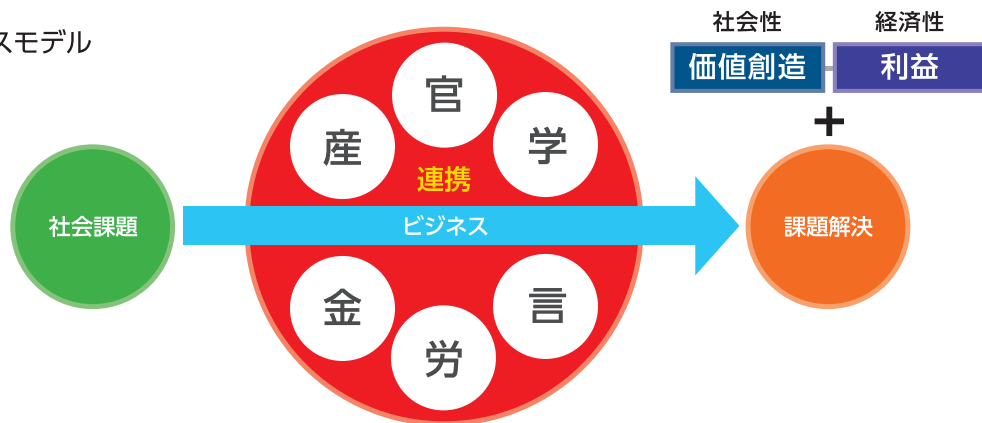 スモデル
社会性
経済性
価値創造
利益
+
官
産
学
連携
社会課題
ビジネス
課題解決
金
言
労